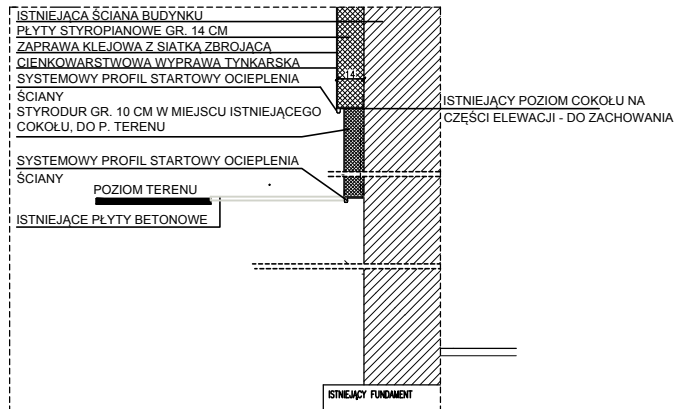 ISTNIEJĄCA ŚCIANA BUDYNKU
PŁYTY STYROPIANOWE GR. 14 CM
ZAPRAWA KLEJOWA Z SIATKĄ ZBROJĄCĄ
CIENKOWARSTWOWA WYPRAWA TYNKARSKA
SYSTEMOWY PROFIL STARTOWY OCIEPLENIA
ŚCIANY
STYRODUR GR. 10 CM W MIEJSCU ISTNIEJĄCEGO
COKOŁU, DO P. TERENU
SYSTEMOWY PROFIL STARTOWY OCIEPLENIA
ŚCIANY
POZIOM TERENU
ISTNIEJĄCE PŁYTY BETONOWE
14
ISTNIEJĄCY POZIOM COKOŁU NA
CZĘŚCI ELEWACJI - DO ZACHOWANIA
ISTNIEJĄCY FUNDAMENT